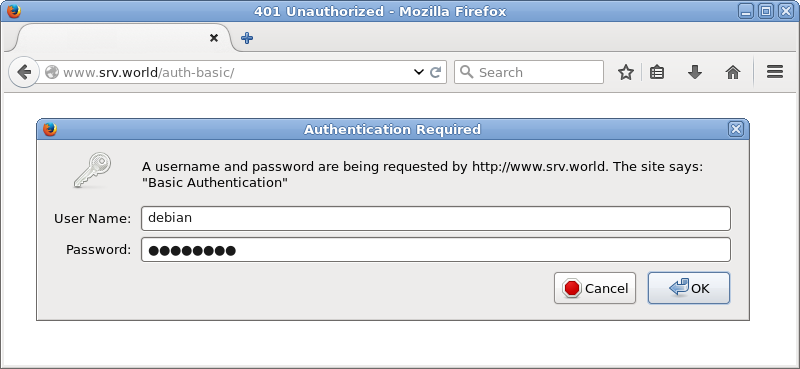 401 Unauthorized - Mozilla Firefox
www.srv.world/auth-basic/
Search
Authentication Required
A username and password are being requested by http://www.srv.world. The site says:
"Basic Authentication"
User Name: debian
Password: ●●●●●●●●
Cancel OK